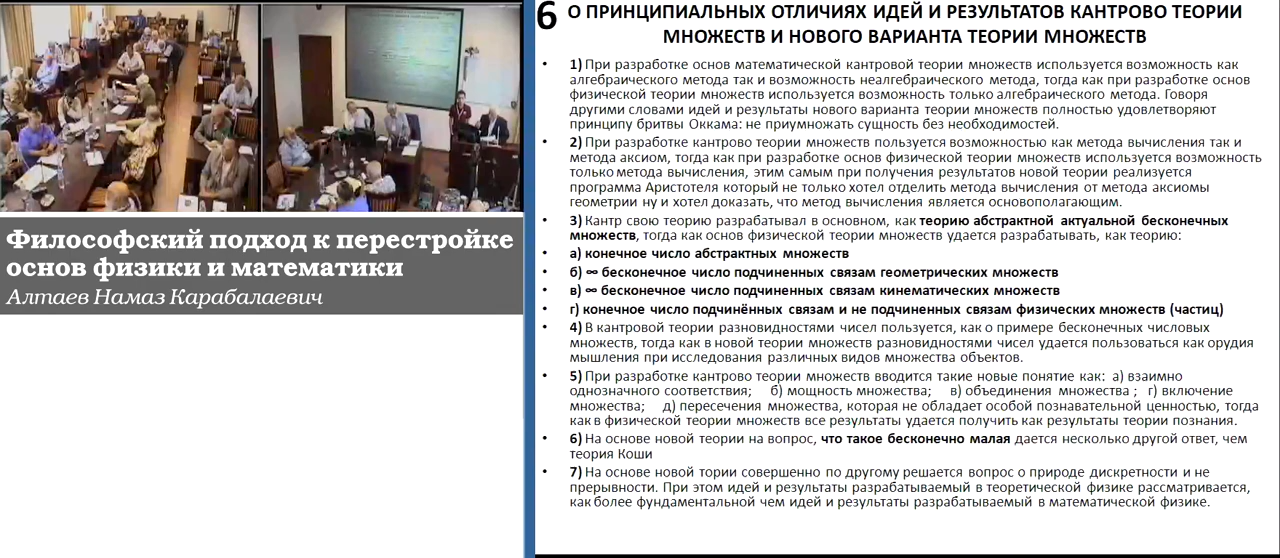 Философский подход к перестройке
основ физики и математики
Алтаев Намаз Карабалаевич
6 О ПРИНЦИПИАЛЬНЫХ ОТЛИЧИЯХ ИДЕЙ И РЕЗУЛЬТАТОВ КАНТРОВО ТЕОРИИ
МНОЖЕСТВ И НОВОГО ВАРИАНТА ТЕОРИИ МНОЖЕСТВ
• 1) При разработке основ математической кантровой теории множеств используется возможность как
алгебраического метода так и возможность неалгебраического метода, тогда как при разработке основ
физической теории множеств используется возможность только алгебраического метода. Говоря
другими словами идей и результаты нового варианта теории множеств полностью удовлетворяют
принципу бритвы Оккама: не приумножать сущность без необходимостей.
• 2) При разработке кантрово теории множеств пользуется возможностью как метода вычисления так и
метода аксиом, тогда как при разработке основ физической теории множеств используется возможность
только метода вычисления, этим самым при получения результатов новой теории реализуется
программа Аристотеля который не только хотел отделить метода вычисления от метода аксиомы
геометрии ну и хотел доказать, что метод вычисления является основополагающим.
• 3) Кантр свою теорию разрабатывал в основном, как теорию абстрактной актуальной бесконечных
множеств, тогда как основ физической теории множеств удается разрабатывать, как теорию:
• а) конечное число абстрактных множеств
• б) ∞ бесконечное число подчиненных связам геометрических множеств
• в) ∞ бесконечное число подчиненных связам кинематических множеств
• г) конечное число подчинённых связам и не подчиненных связам физических множеств (частиц)
• 4) В кантровой теории разновидностями чисел пользуется, как о примере бесконечных числовых
множеств, тогда как в новой теории множеств разновидностями чисел удается пользоваться как орудия
мышления при исследования различных видов множества объектов.
• 5) При разработке кантрово теории множеств вводится такие новые понятие как: а) взаимно
однозначного соответствия; б) мощность множества; в) объединения множества ; г) включение
множества; д) пересечения множества, которая не обладает особой познавательной ценностью, тогда
как в физической теории множеств все результаты удается получить как результаты теории познания.
• 6) На основе новой теории на вопрос, что такое бесконечно малая дается несколько другой ответ, чем
теория Коши
• 7) На основе новой тории совершенно по другому решается вопрос о природе дискретности и не
прерывности. При этом идей и результаты разрабатываемый в теоретической физике рассматривается,
как более фундаментальной чем идей и результаты разрабатываемый в математической физике.